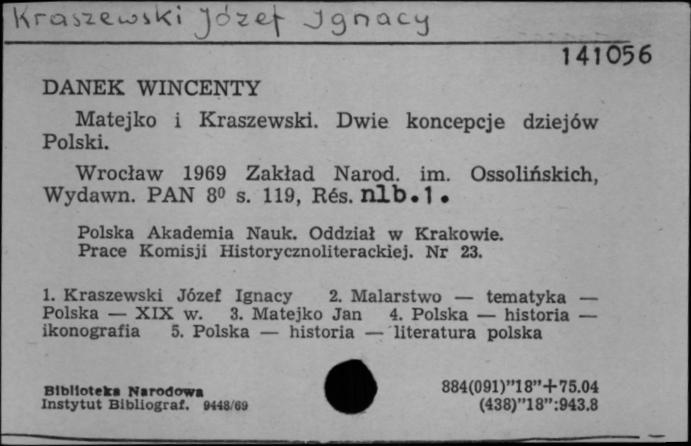 Kraszewski Józef Ignacy
141056
DANEK WINCENTY
Matejko i Kraszewski. Dwie koncepcje dziejów
Polski.
Wrocław 1969 Zakład Narod. im. Ossolińskich,
Wydawn. PAN 8⁰ s. 119, Rés. nlb.1.
Polska Akademia Nauk. Oddział w Krakowie.
Prace Komisji Historycznoliterackiej. Nr 23.
1. Kraszewski Józef Ignacy 2. Malarstwo — tematyka —
Polska — XIX w. 3. Matejko Jan 4. Polska — historia —
ikonografia 5. Polska — historia — literatura polska
Biblioteka Narodowa
Instytut Bibliograf. 9448/69
884(091)"18"+75.04
(438)"18":943.8